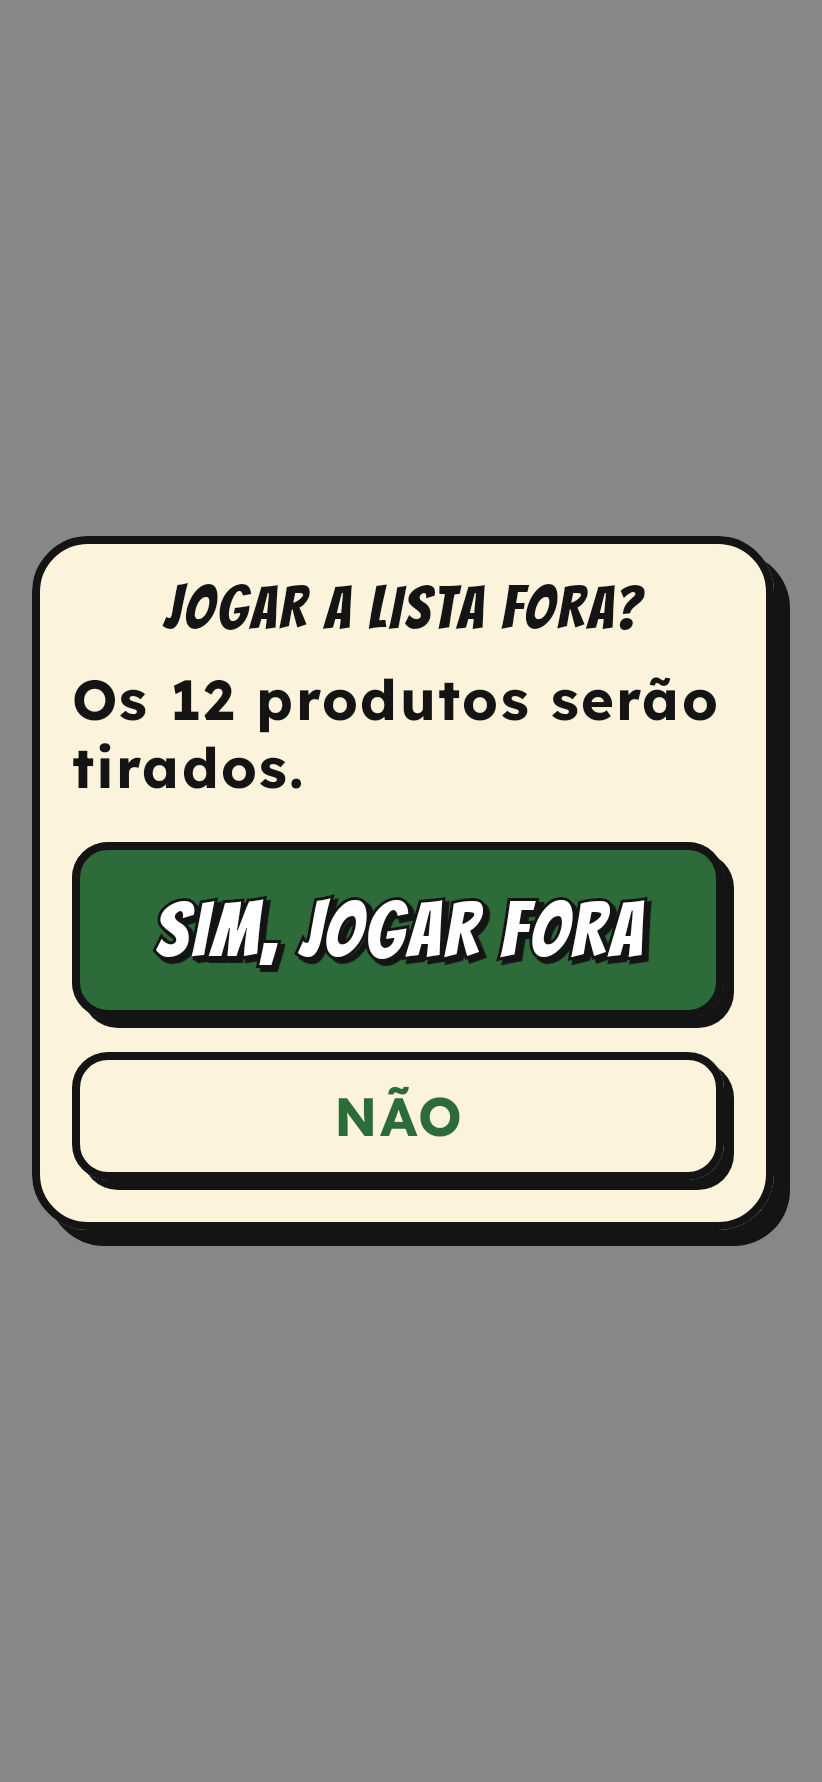 JOGAR A LISTA FORA?
Os 12 produtos serão
tirados.
SIM, JOGAR FORA
NÃO